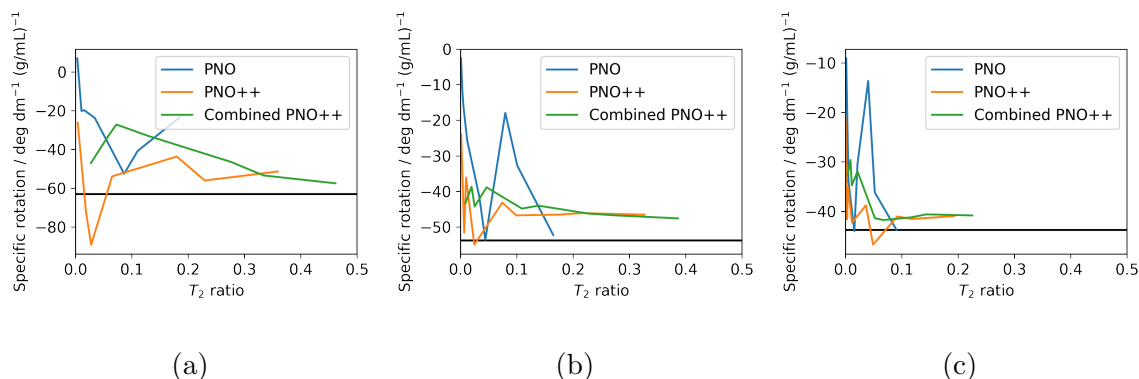 Specific rotation / deg dm⁻¹ (g/mL)⁻¹
0
−20
−40
−60
−80
0.0 0.1 0.2 0.3 0.4 0.5
T₂ ratio
PNO
PNO++
Combined PNO++
(a)
Specific rotation / deg dm⁻¹ (g/mL)⁻¹
0
−10
−20
−30
−40
−50
0.0 0.1 0.2 0.3 0.4 0.5
T₂ ratio
PNO
PNO++
Combined PNO++
(b)
Specific rotation / deg dm⁻¹ (g/mL)⁻¹
−10
−20
−30
−40
0.0 0.1 0.2 0.3 0.4 0.5
T₂ ratio
PNO
PNO++
Combined PNO++
(c)